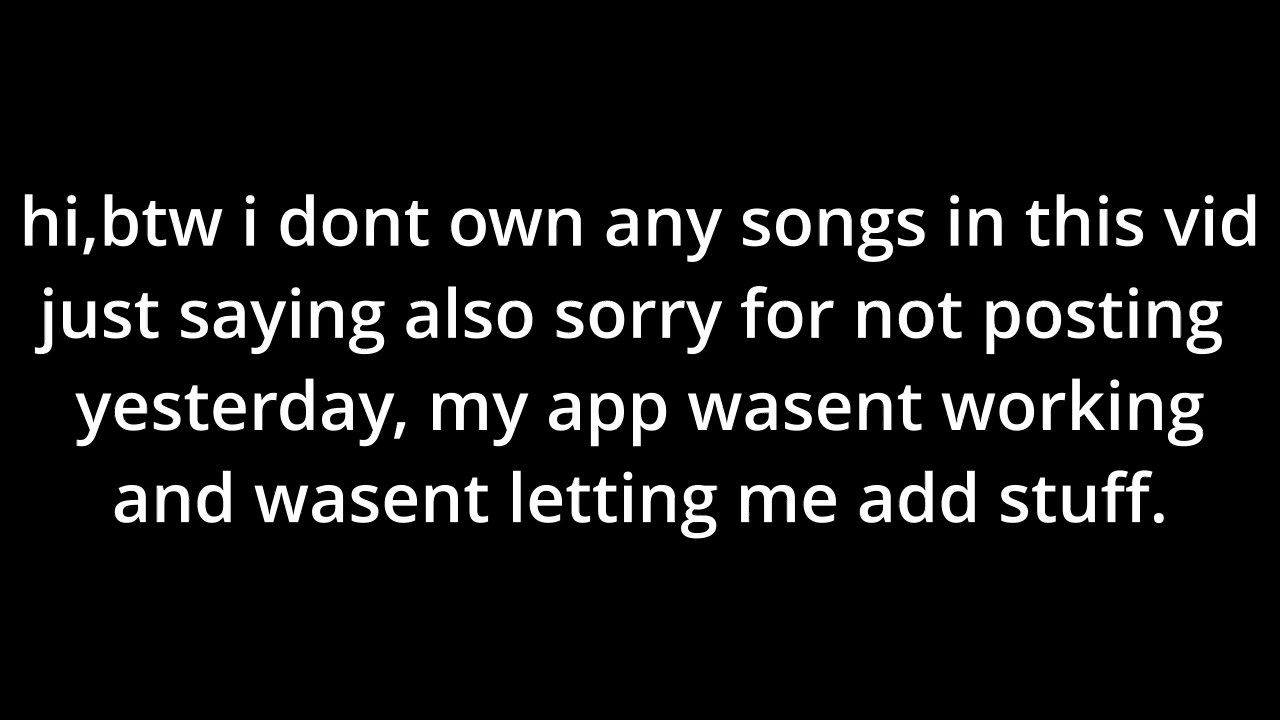 hi,btw i dont own any songs in this vid
just saying also sorry for not posting
yesterday, my app wasent working
and wasent letting me add stuff.